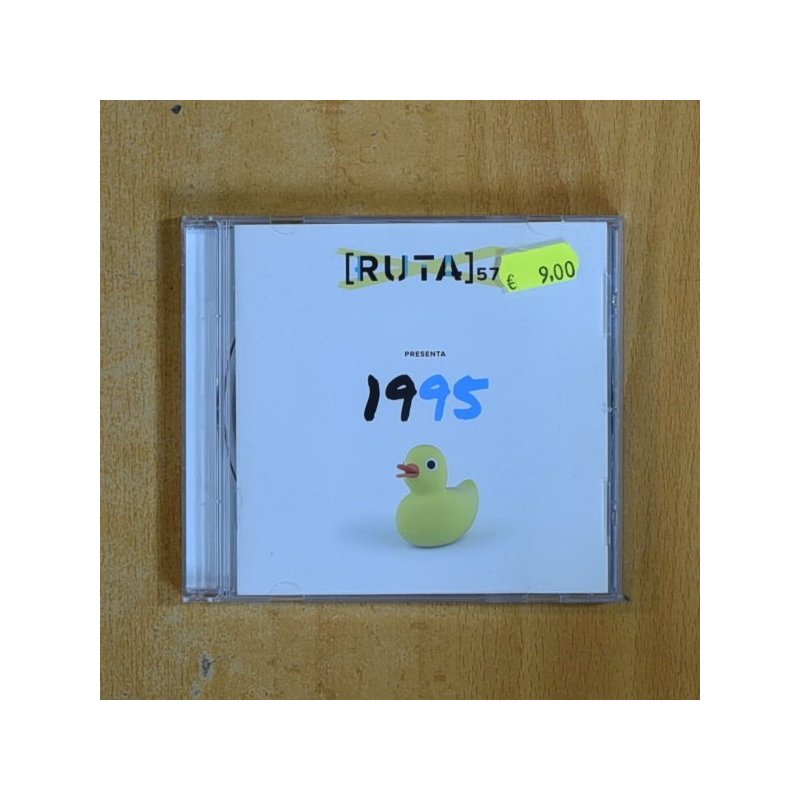 [RUTA]57
€ 9,00
PRESENTA
1995